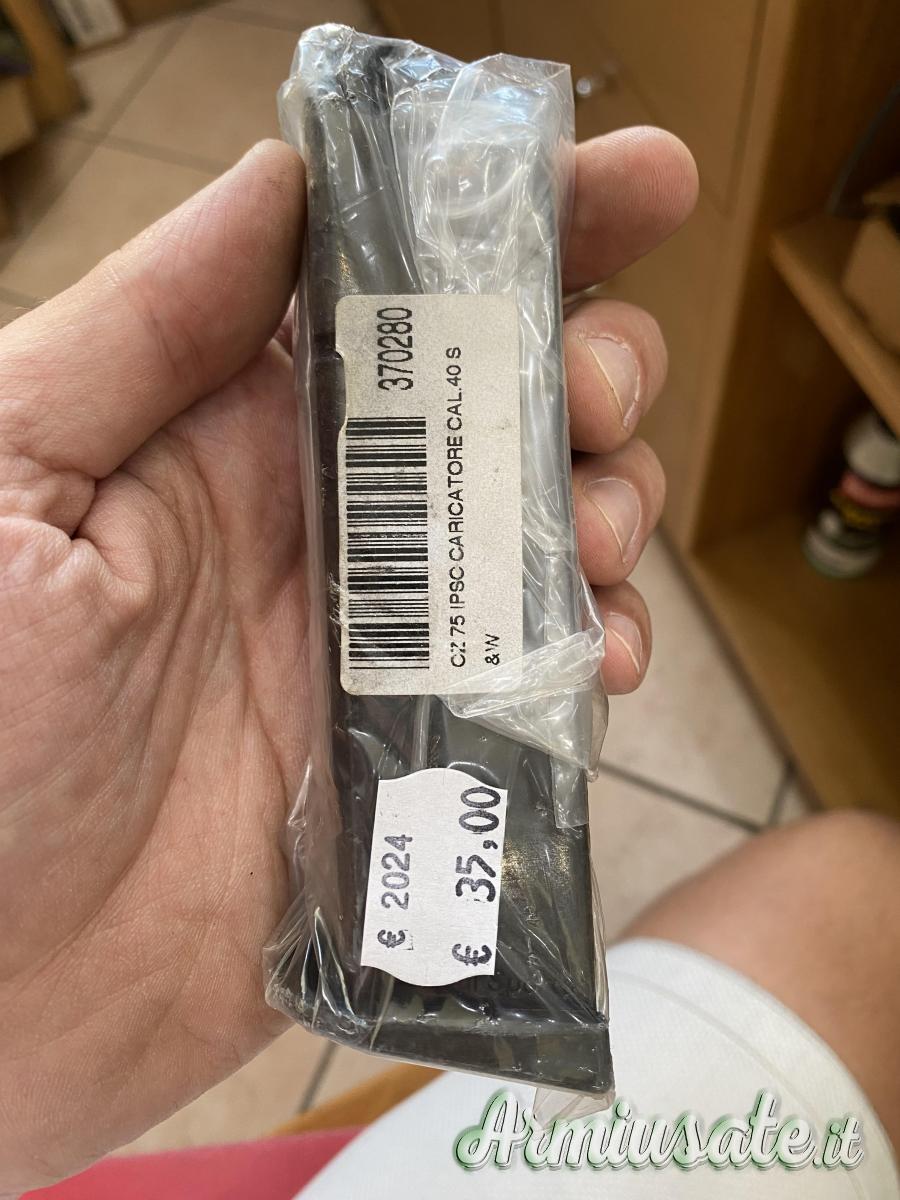 370280
CZ 75 IPSC CARICATORE CAL.40 S
& W
€ 2024
€ 35,00
Armiusate.it